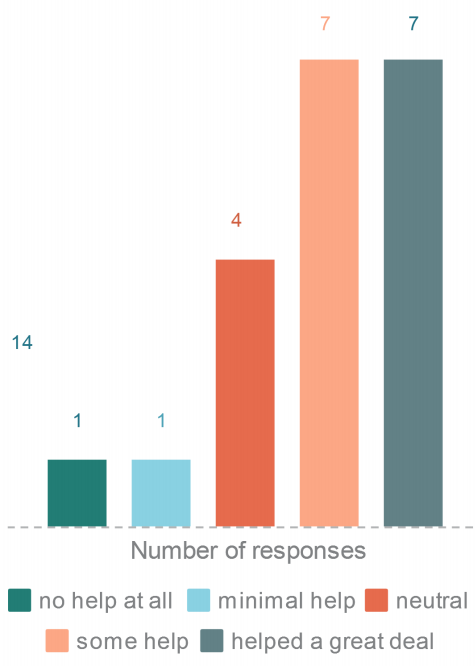 7 7
4
14
1 1
Number of responses
no help at all minimal help neutral
some help helped a great deal